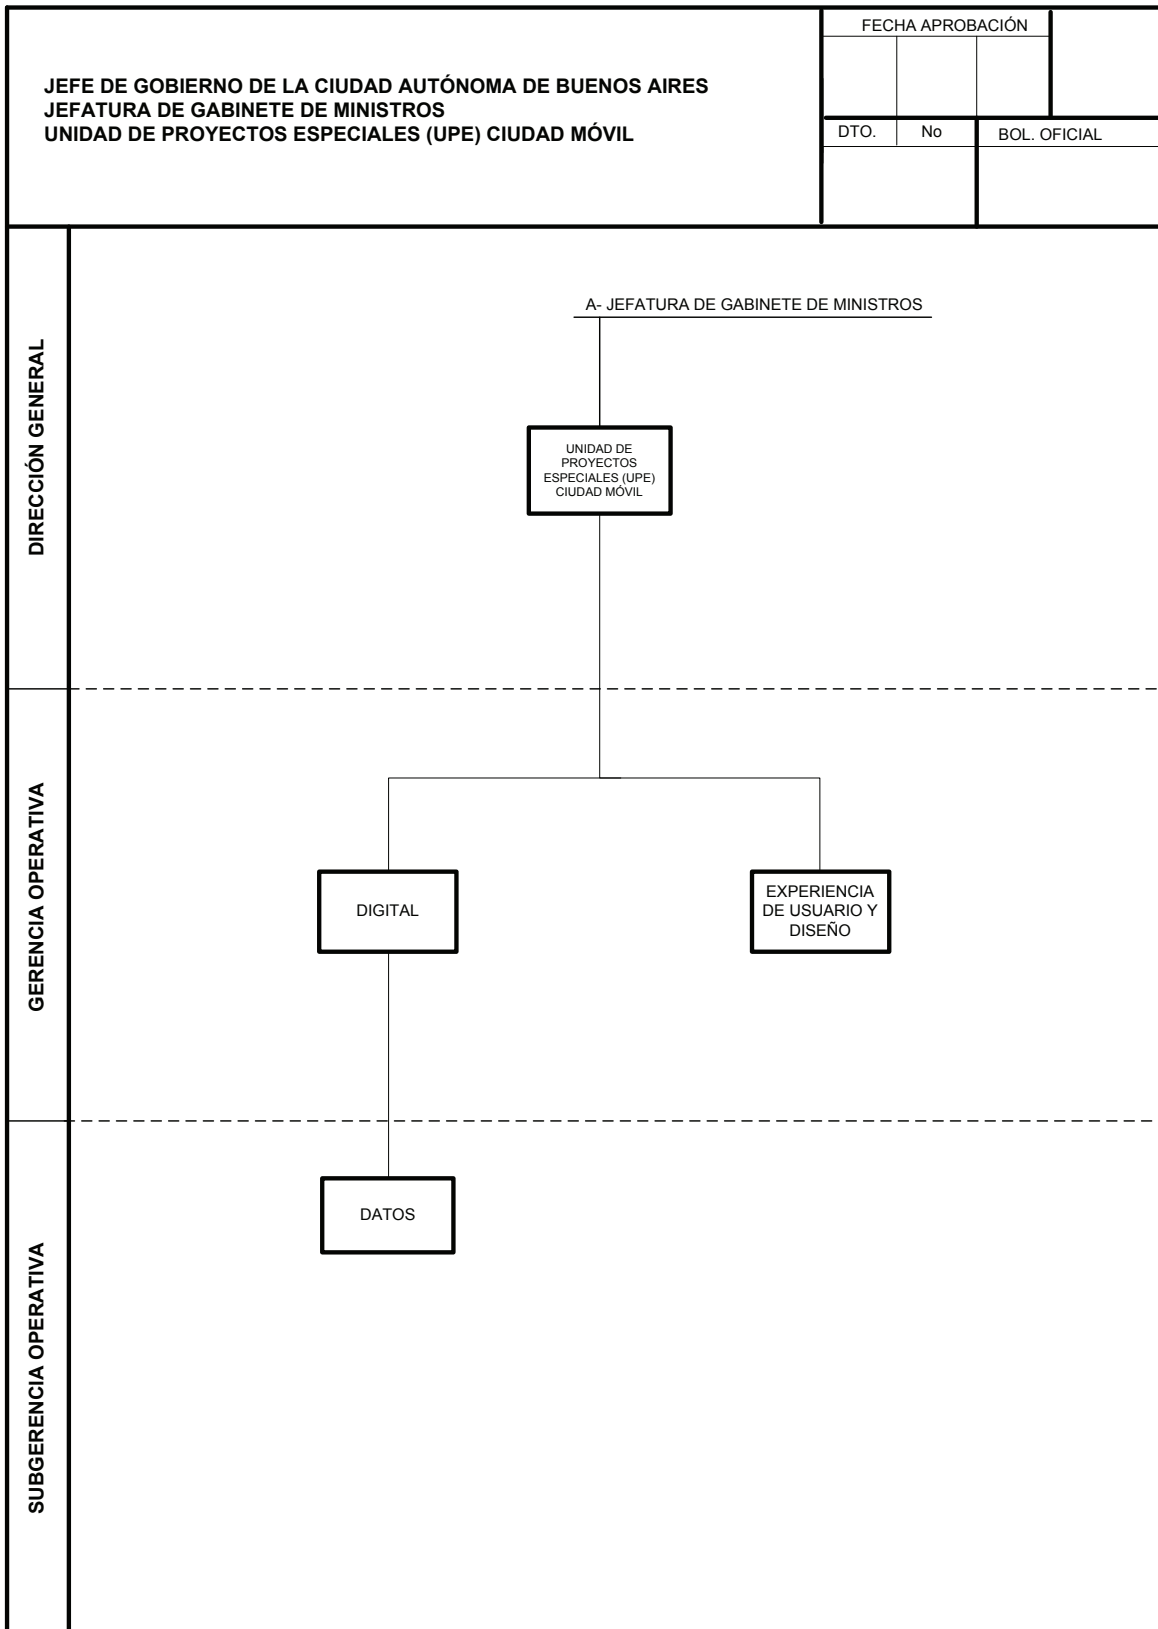 JEFE DE GOBIERNO DE LA CIUDAD AUTÓNOMA DE BUENOS AIRES
JEFATURA DE GABINETE DE MINISTROS
UNIDAD DE PROYECTOS ESPECIALES (UPE) CIUDAD MÓVIL
FECHA APROBACIÓN
DTO.
No
BOL. OFICIAL
DIRECCIÓN GENERAL
A- JEFATURA DE GABINETE DE MINISTROS
UNIDAD DE
PROYECTOS
ESPECIALES (UPE)
CIUDAD MÓVIL
GERENCIA OPERATIVA
DIGITAL
EXPERIENCIA
DE USUARIO Y
DISEÑO
SUBGERENCIA OPERATIVA
DATOS